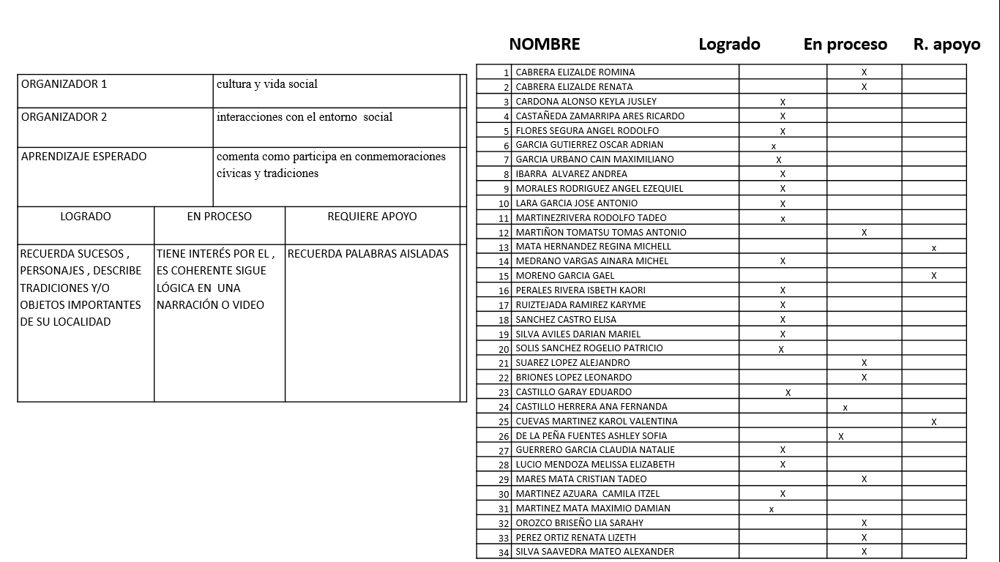 ORGANIZADOR 1 cultura y vida social
ORGANIZADOR 2 interacciones con el entorno social
APRENDIZAJE ESPERADO comenta como participa en conmemoraciones
cívicas y tradiciones
LOGRADO EN PROCESO REQUIERE APOYO
RECUERDA SUCESOS ,
PERSONAJES , DESCRIBE
TRADICIONES Y/O
OBJETOS IMPORTANTES
DE SU LOCALIDAD
TIENE INTERÉS POR EL ,
ES COHERENTE SIGUE
LÓGICA EN UNA
NARRACIÓN O VIDEO
RECUERDA PALABRAS AISLADAS
NOMBRE Logrado En proceso R. apoyo
1 CABRERA ELIZALDE ROMINA X
2 CABRERA ELIZALDE RENATA X
3 CARDONA ALONSO KEYLA JUSLEY X
4 CASTAÑEDA ZAMARRIPA ARES RICARDO X
5 FLORES SEGURA ANGEL RODOLFO X
6 GARCIA GUTIERREZ OSCAR ADRIAN x
7 GARCIA URBANO CAIN MAXIMILIANO X
8 IBARRA ALVAREZ ANDREA X
9 MORALES RODRIGUEZ ANGEL EZEQUIEL X
10 LARA GARCIA JOSE ANTONIO X
11 MARTINEZRIVERA RODOLFO TADEO x
12 MARTIÑON TOMATSU TOMAS ANTONIO X
13 MATA HERNANDEZ REGINA MICHELL x
14 MEDRANO VARGAS AINARA MICHEL X
15 MORENO GARCIA GAEL X
16 PERALES RIVERA ISBETH KAORI X
17 RUIZTEJADA RAMIREZ KARYME X
18 SANCHEZ CASTRO ELISA X
19 SILVA AVILES DARIAN MARIEL X
20 SOLIS SANCHEZ ROGELIO PATRICIO X
21 SUAREZ LOPEZ ALEJANDRO X
22 BRIONES LOPEZ LEONARDO X
23 CASTILLO GARAY EDUARDO X
24 CASTILLO HERRERA ANA FERNANDA x
25 CUEVAS MARTINEZ KAROL VALENTINA X
26 DE LA PEÑA FUENTES ASHLEY SOFIA X
27 GUERRERO GARCIA CLAUDIA NATALIE X
28 LUCIO MENDOZA MELISSA ELIZABETH X
29 MARES MATA CRISTIAN TADEO X
30 MARTINEZ AZUARA CAMILA ITZEL X
31 MARTINEZ MATA MAXIMIO DAMIAN x
32 OROZCO BRISEÑO LIA SARAHY X
33 PEREZ ORTIZ RENATA LIZETH X
34 SILVA SAAVEDRA MATEO ALEXANDER X